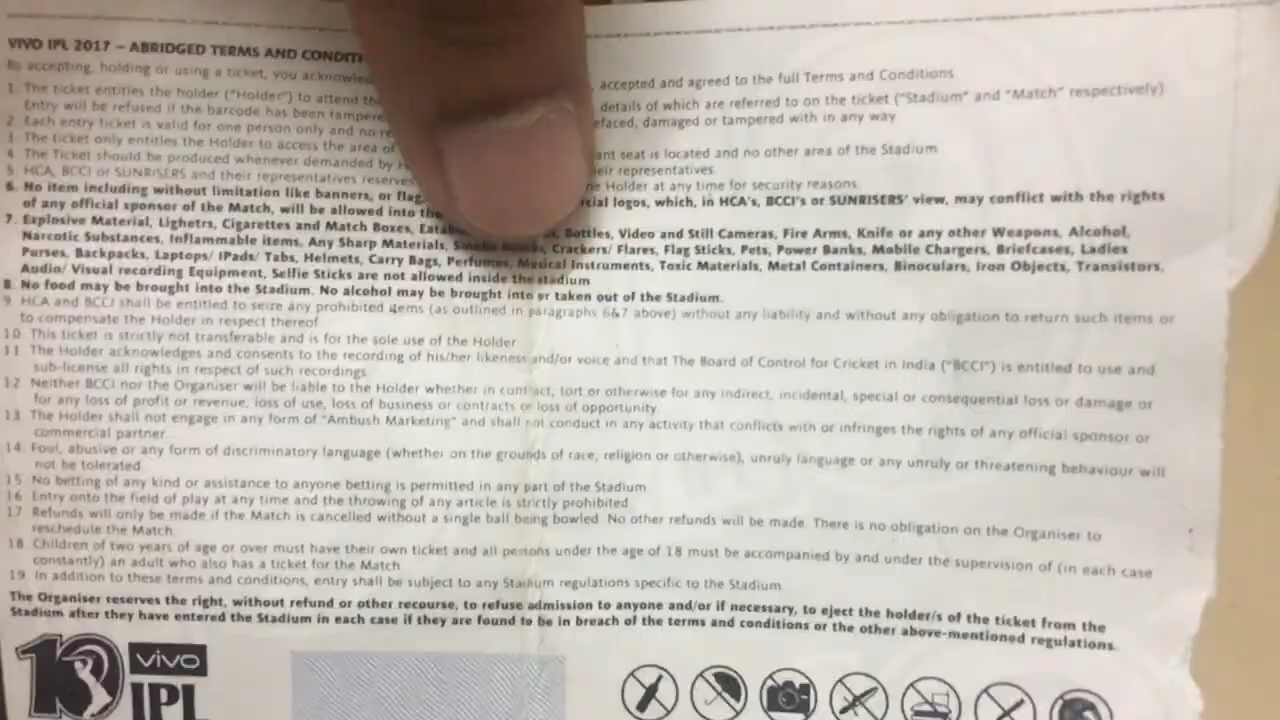 VIVO IPL 2017 – ABRIDGED TERMS AND CONDITI
By accepting, holding or using a ticket, you acknowled accepted and agreed to the full Terms and Conditions
1. The ticket entitles the holder ("Holder") to attend the details of which are referred to on the ticket ("Stadium" and "Match" respectively)
Entry will be refused if the barcode has been tampere efaced, damaged or tampered with in any way
2. Each entry ticket is valid for one person only and no re
3. The ticket only entitles the Holder to access the area of ant seat is located and no other area of the Stadium
4. The Ticket should be produced whenever demanded by H eir representatives
5. HCA, BCCI or SUNRISERS and their representatives reserves he Holder at any time for security reasons
6. No item including without limitation like banners, or flag cial logos, which, in HCA's, BCCI's or SUNRISERS' view, may conflict with the rights
of any official sponsor of the Match, will be allowed into the
7. Explosive Material, Lighetrs, Cigarettes and Match Boxes, Bottles, Video and Still Cameras, Fire Arms, Knife or any other Weapons, Alcohol,
Narcotic Substances, Inflammable items, Any Sharp Materials, Crackers/ Flares, Flag Sticks, Pets, Power Banks, Mobile Chargers, Briefcases, Ladies
Purses, Backpacks, Laptops/ IPads/ Tabs, Helmets, Carry Bags, Perfumes, Musical Instruments, Toxic Materials, Metal Containers, Binoculars, Iron Objects, Transistors,
Audio/ Visual recording Equipment, Selfie Sticks are not allowed inside the stadium
8. No food may be brought into the Stadium. No alcohol may be brought into or taken out of the Stadium.
9. HCA and BCCI shall be entitled to seize any prohibited items (as outlined in paragraphs 6&7 above) without any liability and without any obligation to return such items or
to compensate the Holder in respect thereof
10. This ticket is strictly not transferable and is for the sole use of the Holder
11. The Holder acknowledges and consents to the recording of his/her likeness and/or voice and that The Board of Control for Cricket in India ("BCCI") is entitled to use and
sub-license all rights in respect of such recordings
12. Neither BCCI nor the Organiser will be liable to the Holder whether in contract, tort or otherwise for any indirect, incidental, special or consequential loss or damage or
for any loss of profit or revenue, loss of use, loss of business or contracts or loss of opportunity
13. The Holder shall not engage in any form of "Ambush Marketing" and shall not conduct in any activity that conflicts with or infringes the rights of any official sponsor or
commercial partner
14. Foul, abusive or any form of discriminatory language (whether on the grounds of race, religion or otherwise), unruly language or any unruly or threatening behaviour will
not be tolerated
15. No betting of any kind or assistance to anyone betting is permitted in any part of the Stadium
16. Entry onto the field of play at any time and the throwing of any article is strictly prohibited
17. Refunds will only be made if the Match is cancelled without a single ball being bowled. No other refunds will be made. There is no obligation on the Organiser to
reschedule the Match
18. Children of two years of age or over must have their own ticket and all persons under the age of 18 must be accompanied by and under the supervision of (in each case
constantly) an adult who also has a ticket for the Match
19. In addition to these terms and conditions, entry shall be subject to any Stadium regulations specific to the Stadium
The Organiser reserves the right, without refund or other recourse, to refuse admission to anyone and/or if necessary, to eject the holder/s of the ticket from the
Stadium after they have entered the Stadium in each case if they are found to be in breach of the terms and conditions or the other above-mentioned regulations.
10 vivo
IPL